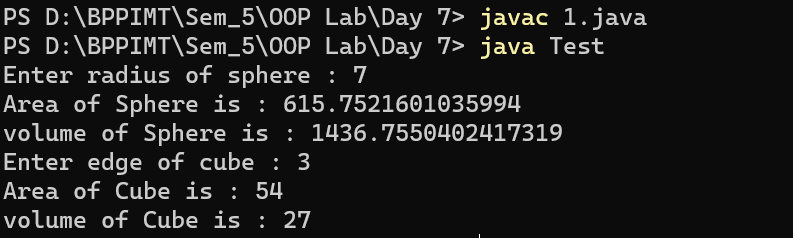 PS D:\BPPIMT\Sem_5\OOP Lab\Day 7> javac 1.java
PS D:\BPPIMT\Sem_5\OOP Lab\Day 7> java Test
Enter radius of sphere : 7
Area of Sphere is : 615.7521601035994
volume of Sphere is : 1436.7550402417319
Enter edge of cube : 3
Area of Cube is : 54
volume of Cube is : 27